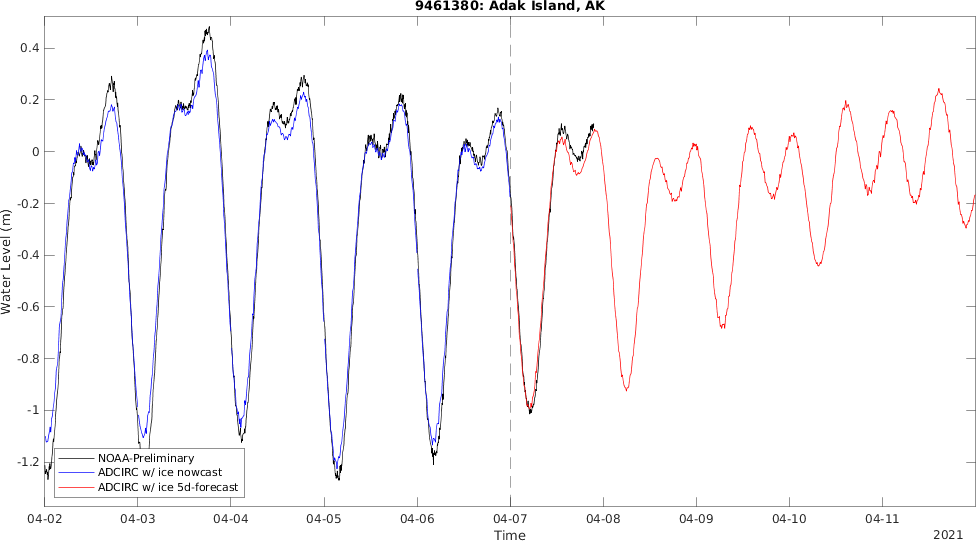 9461380: Adak Island, AK
0.4
0.2
0
-0.2
-0.4
-0.6
-0.8
-1
-1.2
Water Level (m)
NOAA-Preliminary
ADCIRC w/ ice nowcast
ADCIRC w/ ice 5d-forecast
04-02 04-03 04-04 04-05 04-06 04-07 04-08 04-09 04-10 04-11
Time
2021